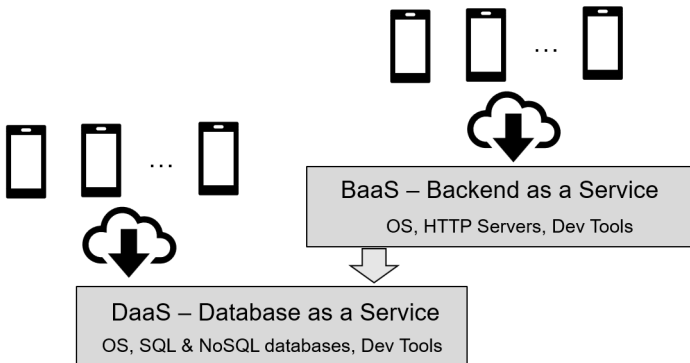 ...
...
BaaS – Backend as a Service
OS, HTTP Servers, Dev Tools
DaaS – Database as a Service
OS, SQL & NoSQL databases, Dev Tools